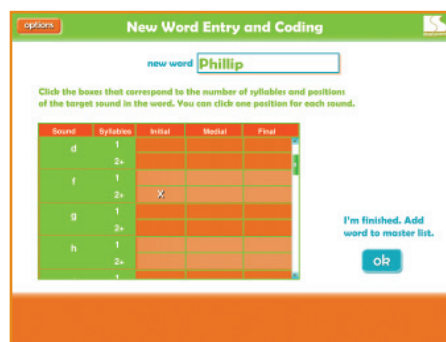 options
New Word Entry and Coding
new word Phillip
Click the boxes that correspond to the number of syllables and positions
of the target sound in the word. You can click one position for each sound.
Sound Syllables Initial Medial Final
d 1
2+
f 1
2+ X
g 1
2+
h 1
2+
1
I'm finished. Add
word to master list.
ok